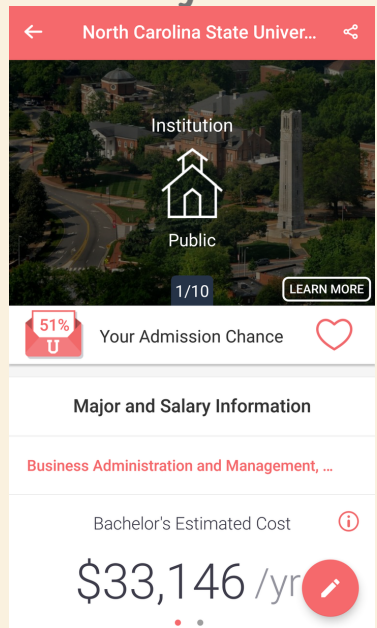 North Carolina State Univer...
Institution
Public
1/10
LEARN MORE
51%
U
Your Admission Chance
Major and Salary Information
Business Administration and Management, ...
Bachelor's Estimated Cost
$33,146 /yr